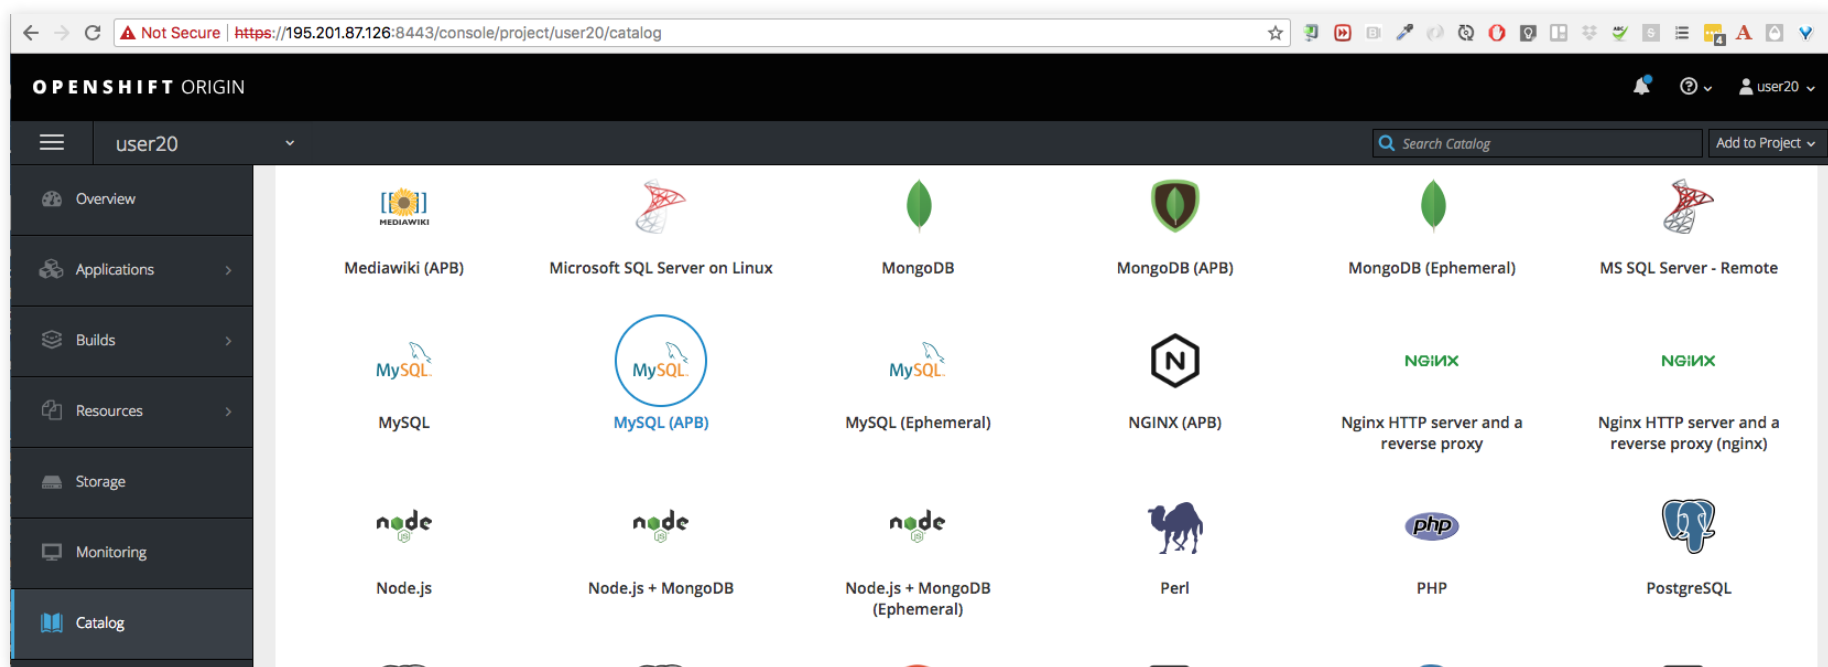 Not Secure | https://195.201.87.126:8443/console/project/user20/catalog
OPENSHIFT ORIGIN
user20
user20
Search Catalog
Add to Project
Overview
Applications
Builds
Resources
Storage
Monitoring
Catalog
[[ ]]
MEDIAWIKI
Mediawiki (APB)
Microsoft SQL Server on Linux
MongoDB
MongoDB (APB)
MongoDB (Ephemeral)
MS SQL Server - Remote
MySQL
MySQL
MySQL
N
NGINX
NGINX
MySQL
MySQL (APB)
MySQL (Ephemeral)
NGINX (APB)
Nginx HTTP server and a
reverse proxy
Nginx HTTP server and a
reverse proxy (nginx)
node
JS
node
JS
node
JS
php
Node.js
Node.js + MongoDB
Node.js + MongoDB
(Ephemeral)
Perl
PHP
PostgreSQL